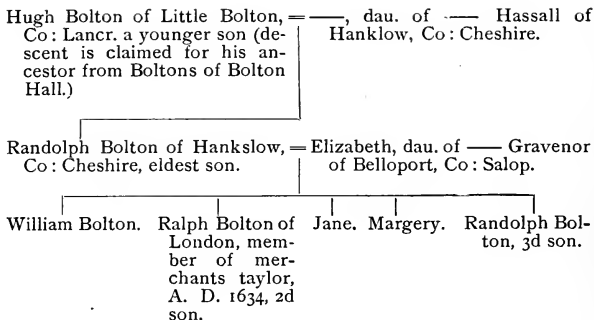 Hugh Bolton of Little Bolton, = ——, dau. of —— Hassall of
Co: Lancr. a younger son (de-
scent is claimed for his an-
cestor from Boltons of Bolton
Hall.)
Hanklow, Co: Cheshire.
Randolph Bolton of Hankslow, = Elizabeth, dau. of —— Gravenor
Co: Cheshire, eldest son.
of Belloport, Co: Salop.
William Bolton.
Ralph Bolton of
London, mem-
ber of mer-
chants taylor,
A. D. 1634, 2d
son.
Jane.
Margery.
Randolph Bol-
ton, 3d son.